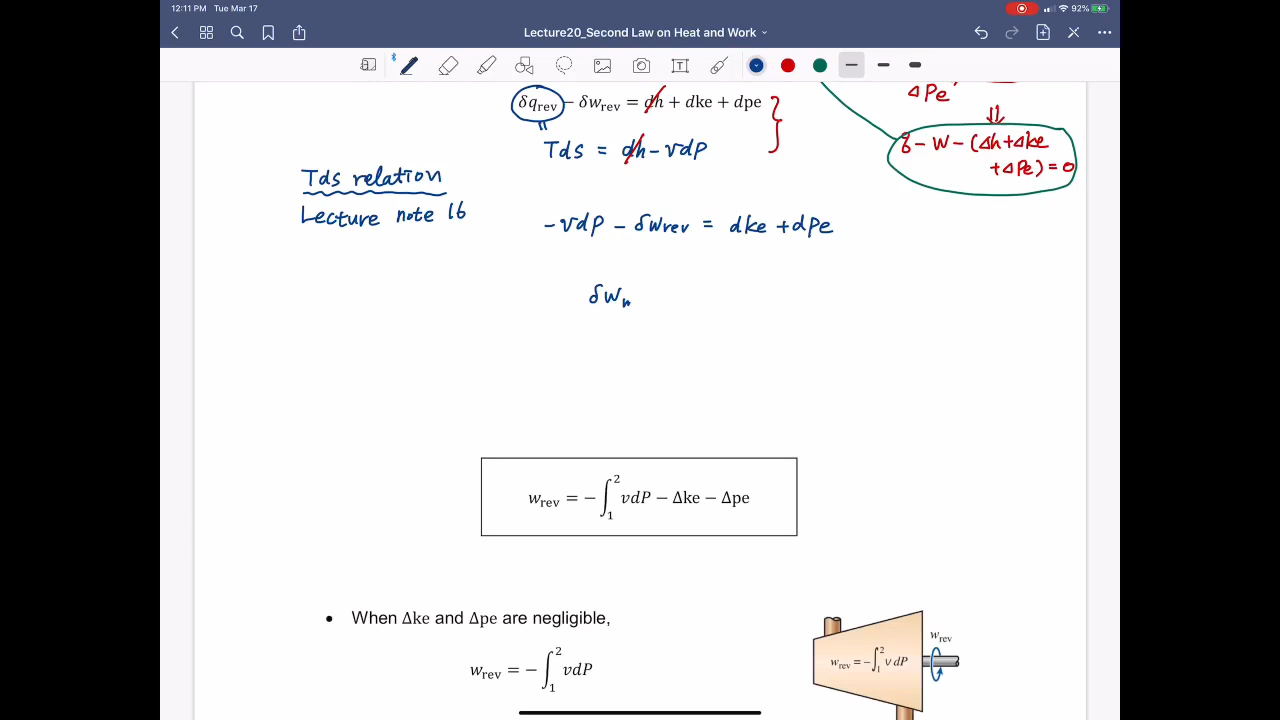 12:11 PM Tue Mar 17
92%
Lecture20_Second Law on Heat and Work
ΔPe
δq_rev − δw_rev = dh + dke + dpe
q − w − (Δh+Δke
+ΔPe) = 0
Tds = dh − vdP
Tds relation
Lecture note 16
−vdP − δw_rev = dke + dPe
δw_r
w_rev = −∫₁² vdP − Δke − Δpe
• When Δke and Δpe are negligible,
w_rev = −∫₁² vdP
w_rev
w_rev = −∫₁² v dP